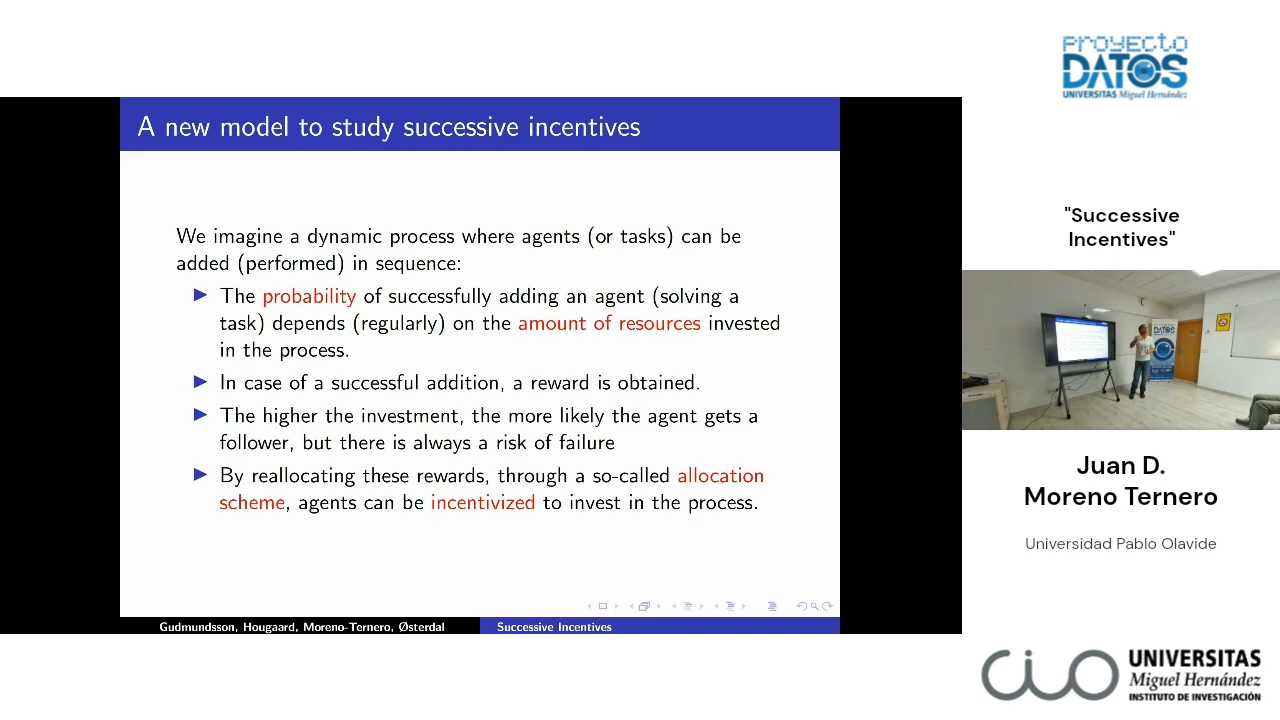 A new model to study successive incentives
We imagine a dynamic process where agents (or tasks) can be
added (performed) in sequence:
The probability of successfully adding an agent (solving a
task) depends (regularly) on the amount of resources invested
in the process.
In case of a successful addition, a reward is obtained.
The higher the investment, the more likely the agent gets a
follower, but there is always a risk of failure
By reallocating these rewards, through a so-called allocation
scheme, agents can be incentivized to invest in the process.
Gudmundsson, Hougaard, Moreno-Ternero, Østerdal
Successive Incentives
PROYECTO
DATOS
UNIVERSITAS Miguel Hernández
"Successive
Incentives"
DATOS
Juan D.
Moreno Ternero
Universidad Pablo Olavide
CIO
UNIVERSITAS
Miguel Hernández
INSTITUTO DE INVESTIGACIÓN